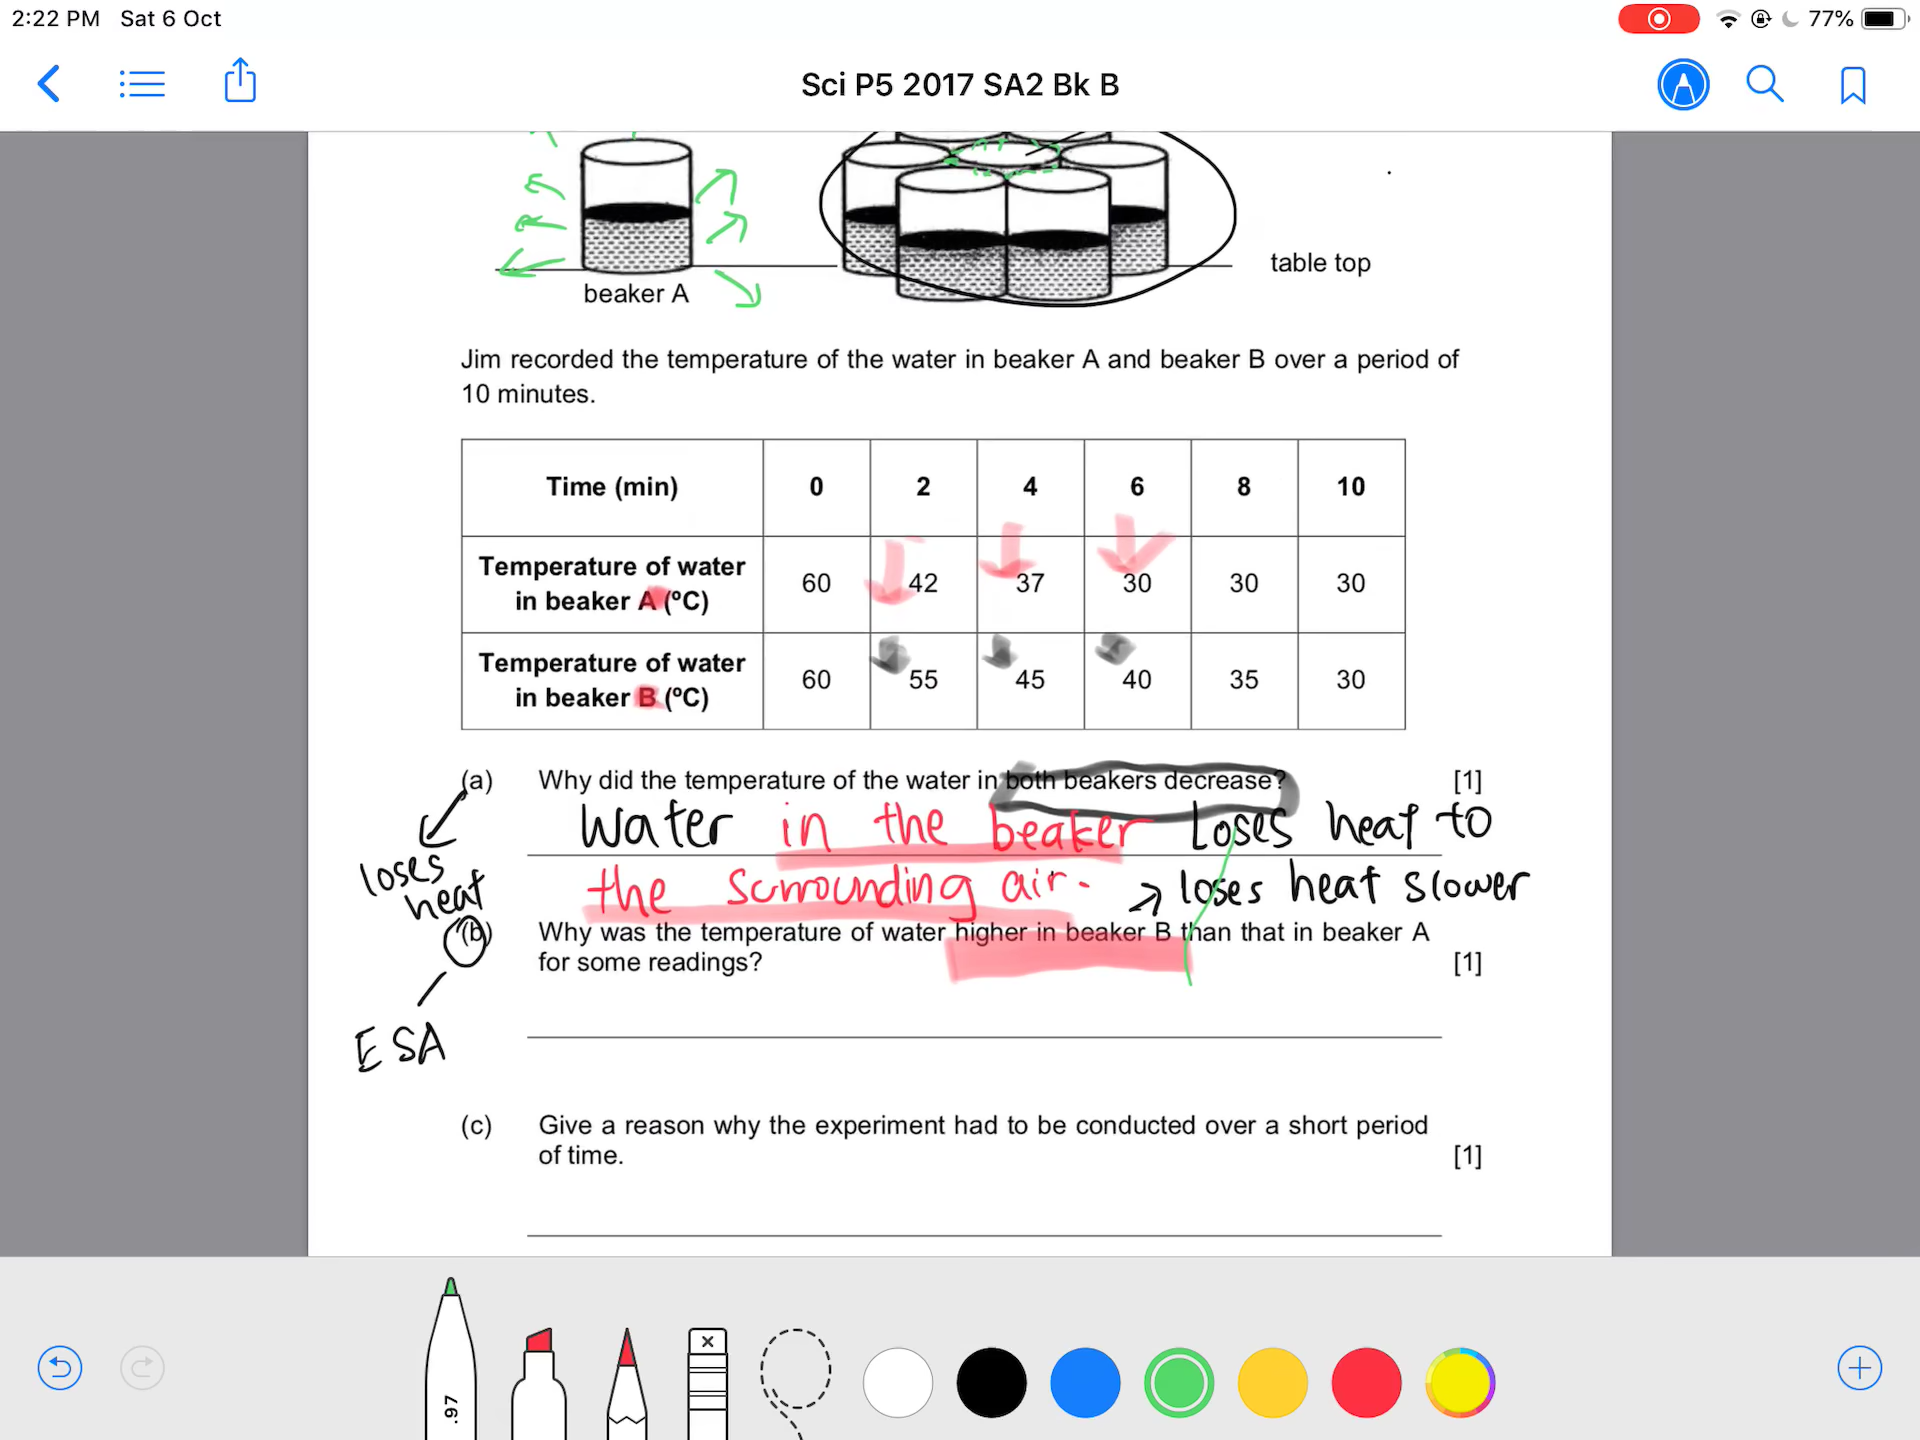 2:22 PM Sat 6 Oct
77%
Sci P5 2017 SA2 Bk B
table top
beaker A
Jim recorded the temperature of the water in beaker A and beaker B over a period of
10 minutes.
Time (min) 0 2 4 6 8 10
Temperature of water
in beaker A (ºC) 60 42 37 30 30 30
Temperature of water
in beaker B (ºC) 60 55 45 40 35 30
(a) Why did the temperature of the water in both beakers decrease? [1]
Water in the beaker loses heat to
the surrounding air.
loses heat slower
loses
heat
(b) Why was the temperature of water higher in beaker B than that in beaker A
for some readings? [1]
ESA
(c) Give a reason why the experiment had to be conducted over a short period
of time. [1]
.97